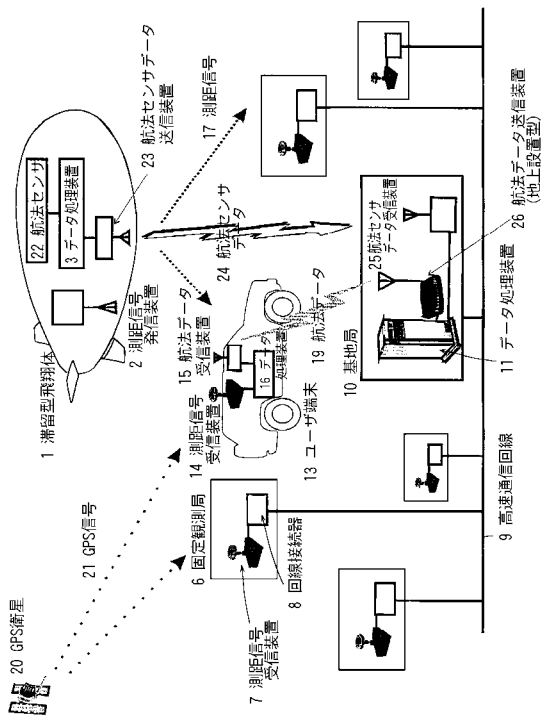 1 滞留型飛翔体
2 測距信号
発信装置
22 航法センサ
3 データ処理装置
23 航法センサデータ
送信装置
20 GPS衛星
21 GPS信号
17 測距信号
24 航法センサ
データ
15 航法データ
受信装置
14 測距信号
受信装置
16 データ
処理装置
13 ユーザ端末
19 航法データ
6 固定観測局
7 測距信号
受信装置
8 回線接続器
10 基地局
25航法センサ
データ受信装置
26 航法データ送信装置
(地上設置型)
11 データ処理装置
9 高速通信回線